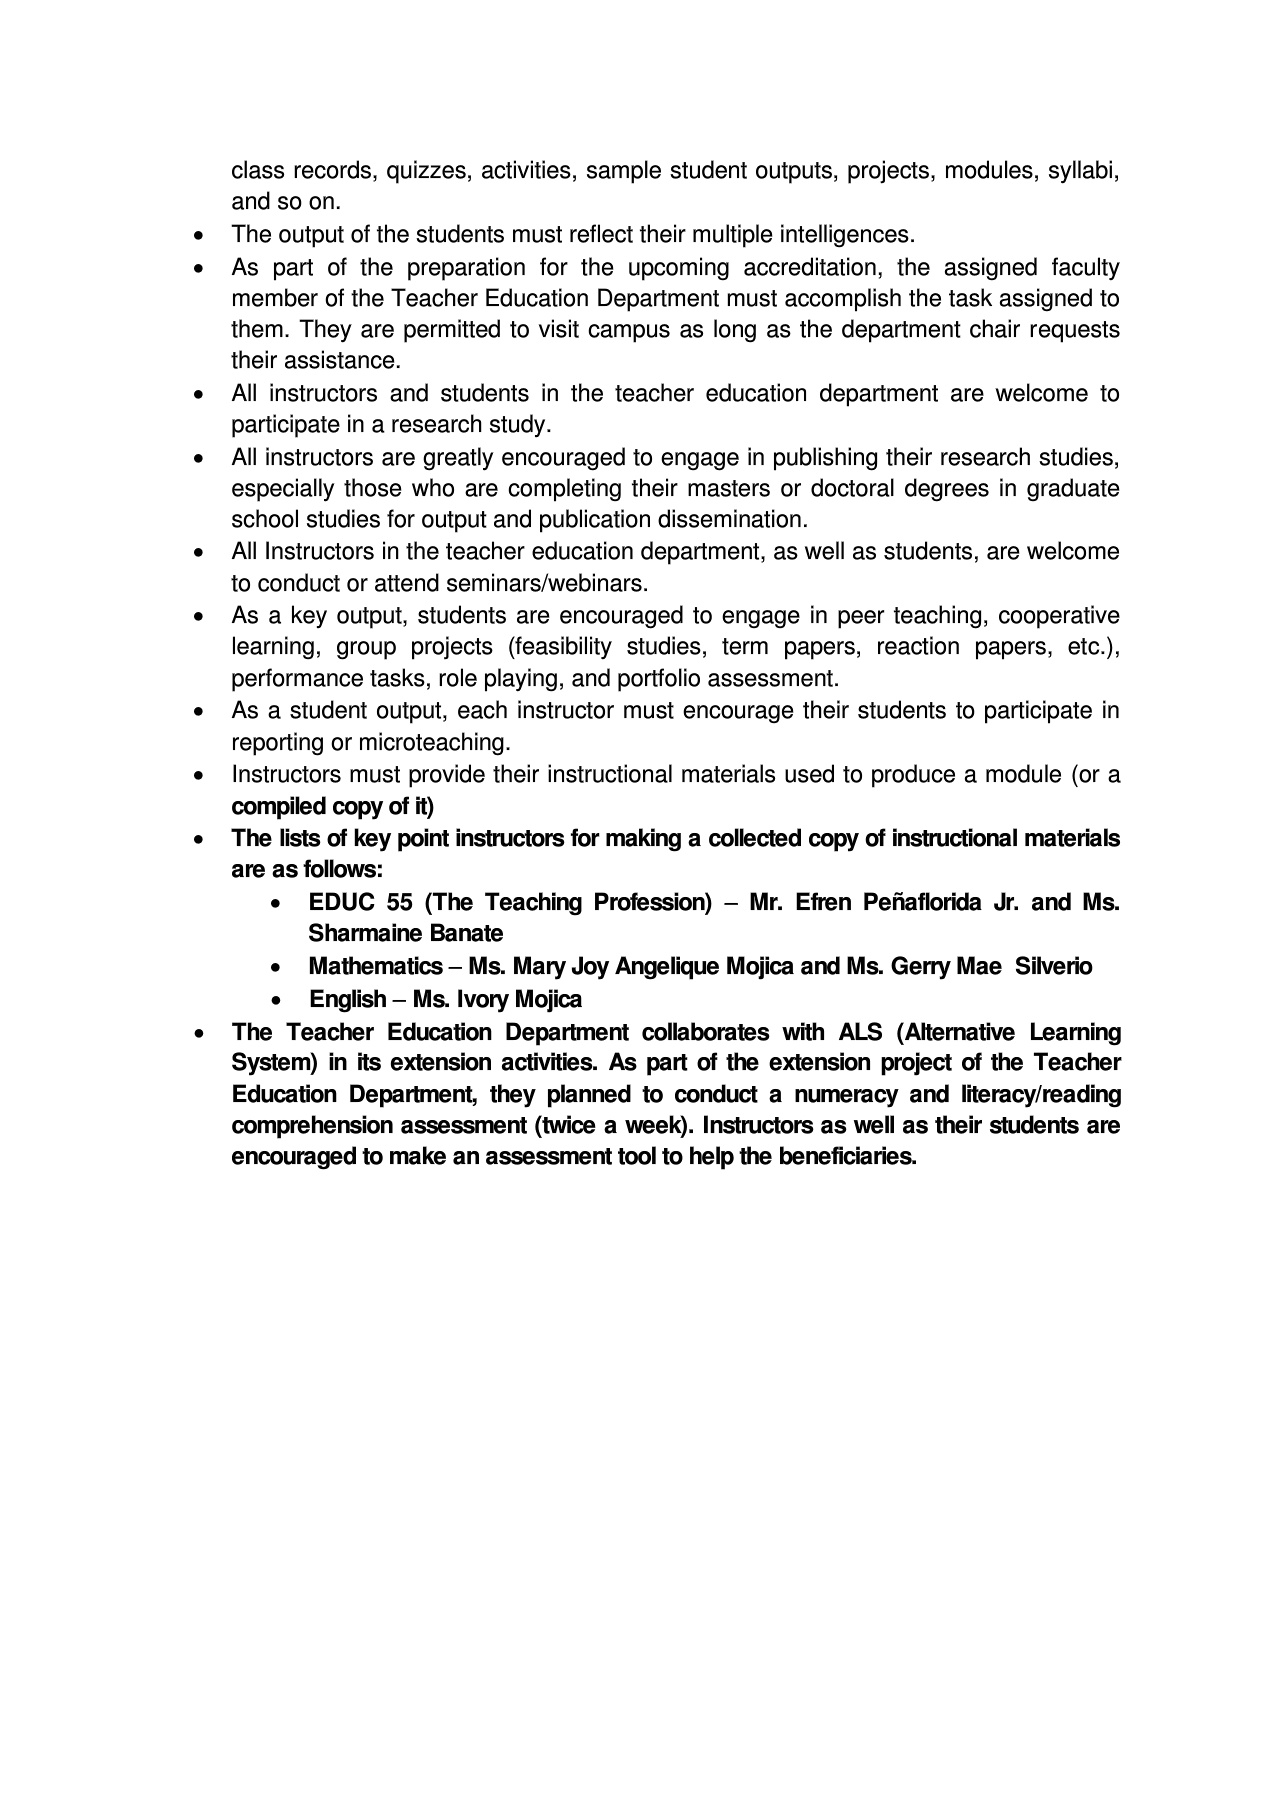 class records, quizzes, activities, sample student outputs, projects, modules, syllabi,
and so on.
• The output of the students must reflect their multiple intelligences.
• As part of the preparation for the upcoming accreditation, the assigned faculty
member of the Teacher Education Department must accomplish the task assigned to
them. They are permitted to visit campus as long as the department chair requests
their assistance.
• All instructors and students in the teacher education department are welcome to
participate in a research study.
• All instructors are greatly encouraged to engage in publishing their research studies,
especially those who are completing their masters or doctoral degrees in graduate
school studies for output and publication dissemination.
• All Instructors in the teacher education department, as well as students, are welcome
to conduct or attend seminars/webinars.
• As a key output, students are encouraged to engage in peer teaching, cooperative
learning, group projects (feasibility studies, term papers, reaction papers, etc.),
performance tasks, role playing, and portfolio assessment.
• As a student output, each instructor must encourage their students to participate in
reporting or microteaching.
• Instructors must provide their instructional materials used to produce a module (or a
compiled copy of it)
• The lists of key point instructors for making a collected copy of instructional materials
are as follows:
• EDUC 55 (The Teaching Profession) – Mr. Efren Peñaflorida Jr. and Ms.
Sharmaine Banate
• Mathematics – Ms. Mary Joy Angelique Mojica and Ms. Gerry Mae Silverio
• English – Ms. Ivory Mojica
• The Teacher Education Department collaborates with ALS (Alternative Learning
System) in its extension activities. As part of the extension project of the Teacher
Education Department, they planned to conduct a numeracy and literacy/reading
comprehension assessment (twice a week). Instructors as well as their students are
encouraged to make an assessment tool to help the beneficiaries.